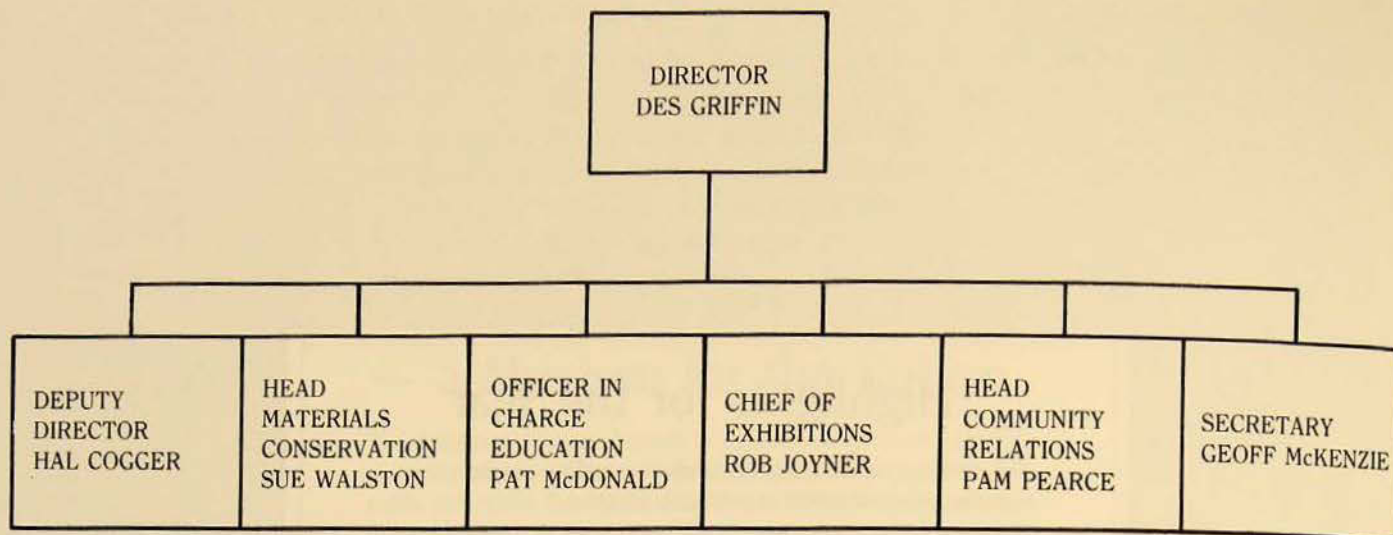 DIRECTOR
DES GRIFFIN
DEPUTY
DIRECTOR
HAL COGGER
HEAD
MATERIALS
CONSERVATION
SUE WALSTON
OFFICER IN
CHARGE
EDUCATION
PAT McDONALD
CHIEF OF
EXHIBITIONS
ROB JOYNER
HEAD
COMMUNITY
RELATIONS
PAM PEARCE
SECRETARY
GEOFF McKENZIE